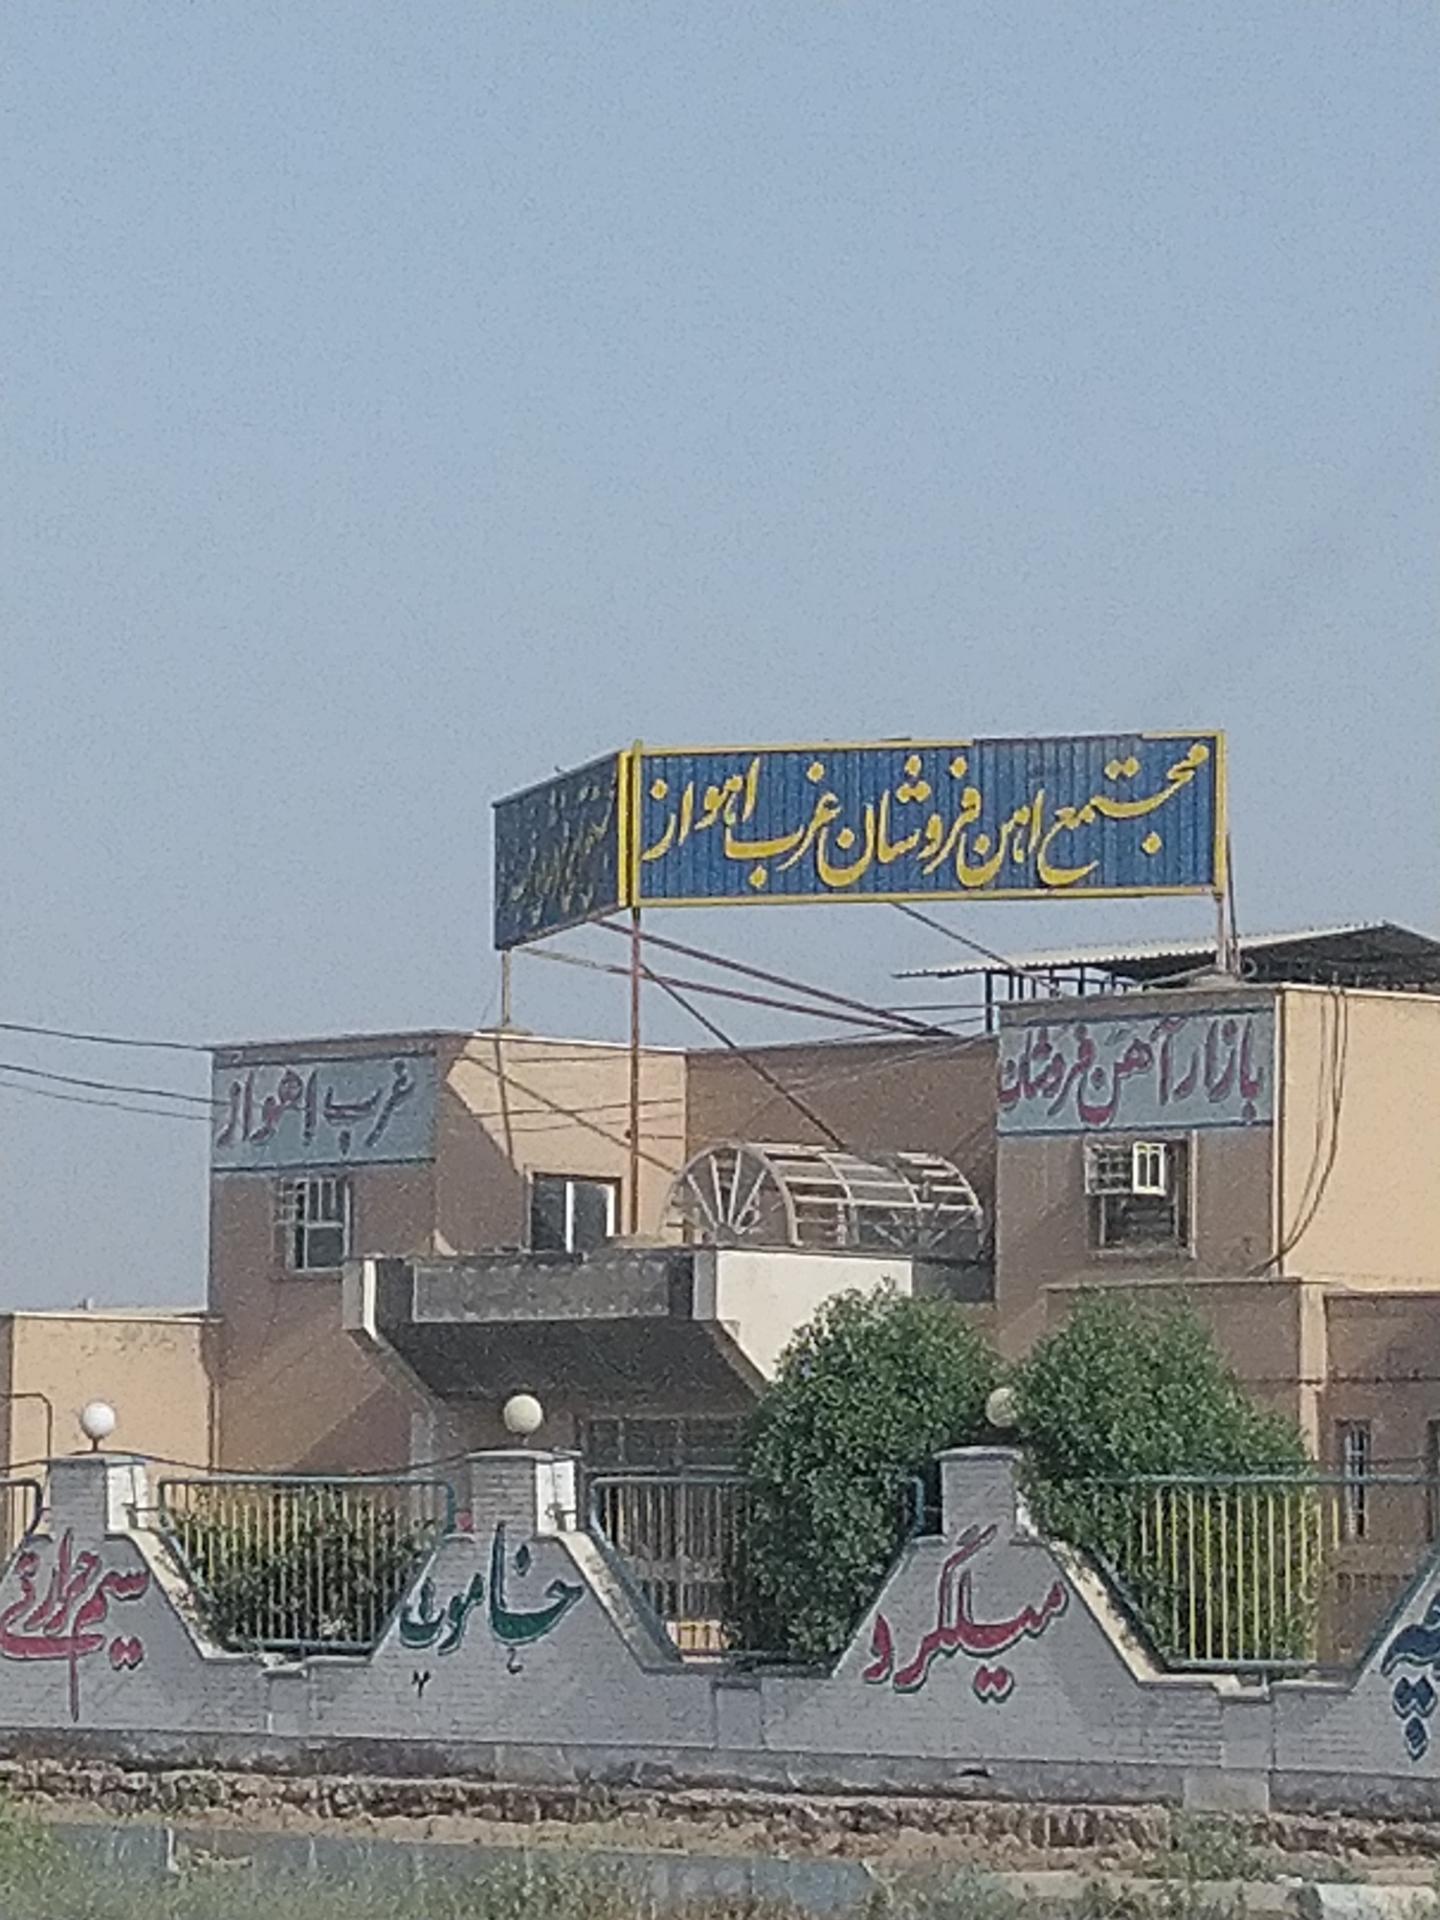 مجتمع اهن فروشان غرب اهواز
بازار آهن فروشان
غرب اهواز
میلگرد
خاموت
سیم حرارتی